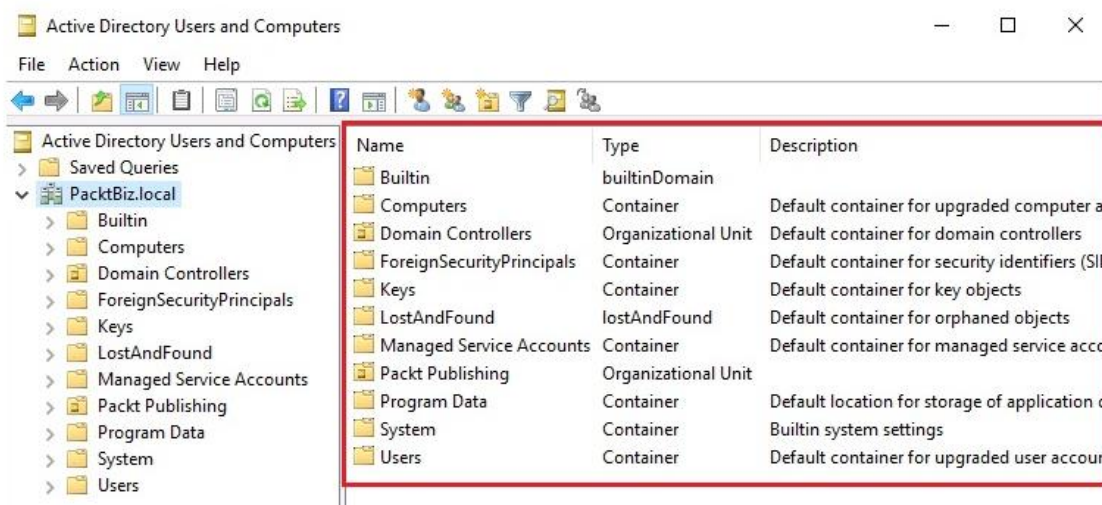 Active Directory Users and Computers
File Action View Help
Active Directory Users and Computers
Saved Queries
PacktBiz.local
Builtin
Computers
Domain Controllers
ForeignSecurityPrincipals
Keys
LostAndFound
Managed Service Accounts
Packt Publishing
Program Data
System
Users
Name Type Description
Builtin builtinDomain
Computers Container Default container for upgraded computer a
Domain Controllers Organizational Unit Default container for domain controllers
ForeignSecurityPrincipals Container Default container for security identifiers (SI
Keys Container Default container for key objects
LostAndFound lostAndFound Default container for orphaned objects
Managed Service Accounts Container Default container for managed service acco
Packt Publishing Organizational Unit
Program Data Container Default location for storage of application
System Container Builtin system settings
Users Container Default container for upgraded user accour